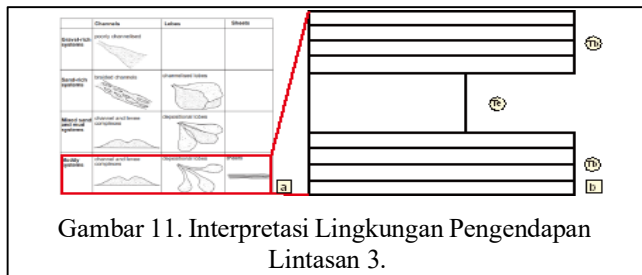 Channels Lobes Sheets
Gravel-rich systems
poorly channelised
Sand-rich systems
braided channels
channelised lobes
Mixed sand and mud systems
channel and levee complexes
depositional lobes
Muddy systems
channel and levee complexes
depositional lobes
sheets
a
Tb
Te
Tb
b
Gambar 11. Interpretasi Lingkungan Pengendapan
Lintasan 3.